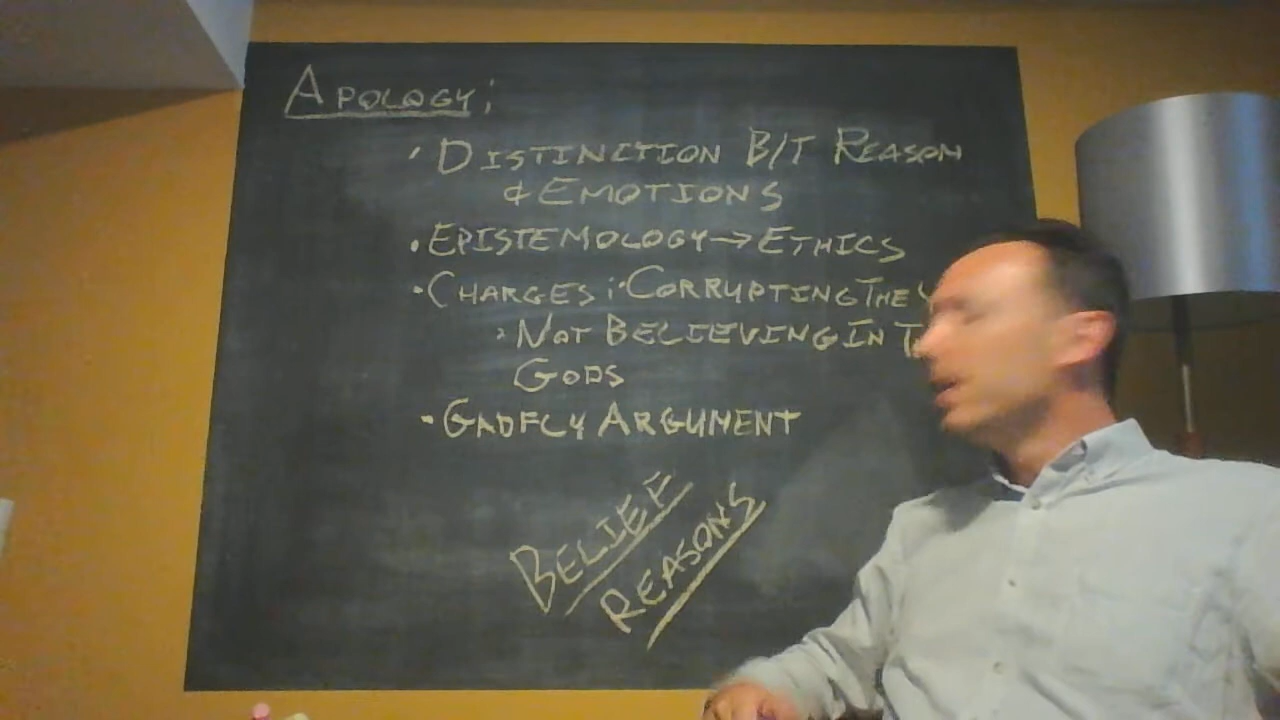 APOLOGY:
· DISTINCTION B/T REASON
& EMOTIONS
· EPISTEMOLOGY → ETHICS
· CHARGES: · CORRUPTING THE
· NOT BELIEVING IN
GODS
· GADFLY ARGUMENT
BELIEF
REASONS